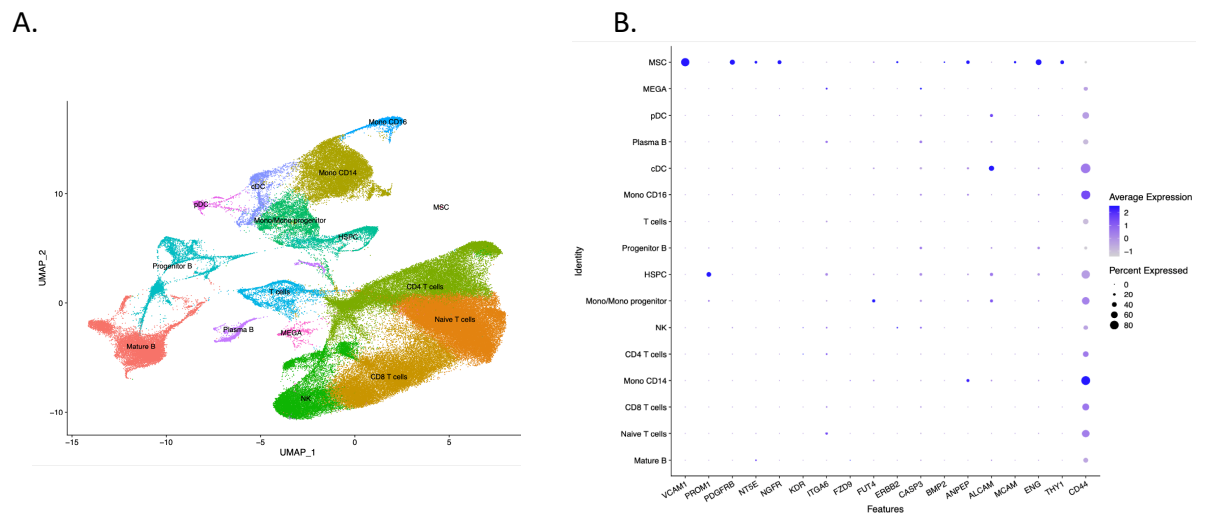 A.
B.
Mono CD16
Mono CD14
cDC
pDC
Mono/Mono progenitor
MSC
HSPC
Progenitor B
CD4 T cells
T cells
Naive T cells
Plasma B
MEGA
Mature B
CD8 T cells
NK
UMAP_2
10
0
−10
−15
−10
−5
0
5
UMAP_1
Identity
MSC
MEGA
pDC
Plasma B
cDC
Mono CD16
T cells
Progenitor B
HSPC
Mono/Mono progenitor
NK
CD4 T cells
Mono CD14
CD8 T cells
Naive T cells
Mature B
VCAM1
PROM1
PDGFRB
NT5E
NGFR
KDR
ITGA6
FZD9
FUT4
ERBB2
CASP3
BMP2
ANPEP
ALCAM
MCAM
ENG
THY1
CD44
Features
Average Expression
2
1
0
−1
Percent Expressed
0
20
40
60
80